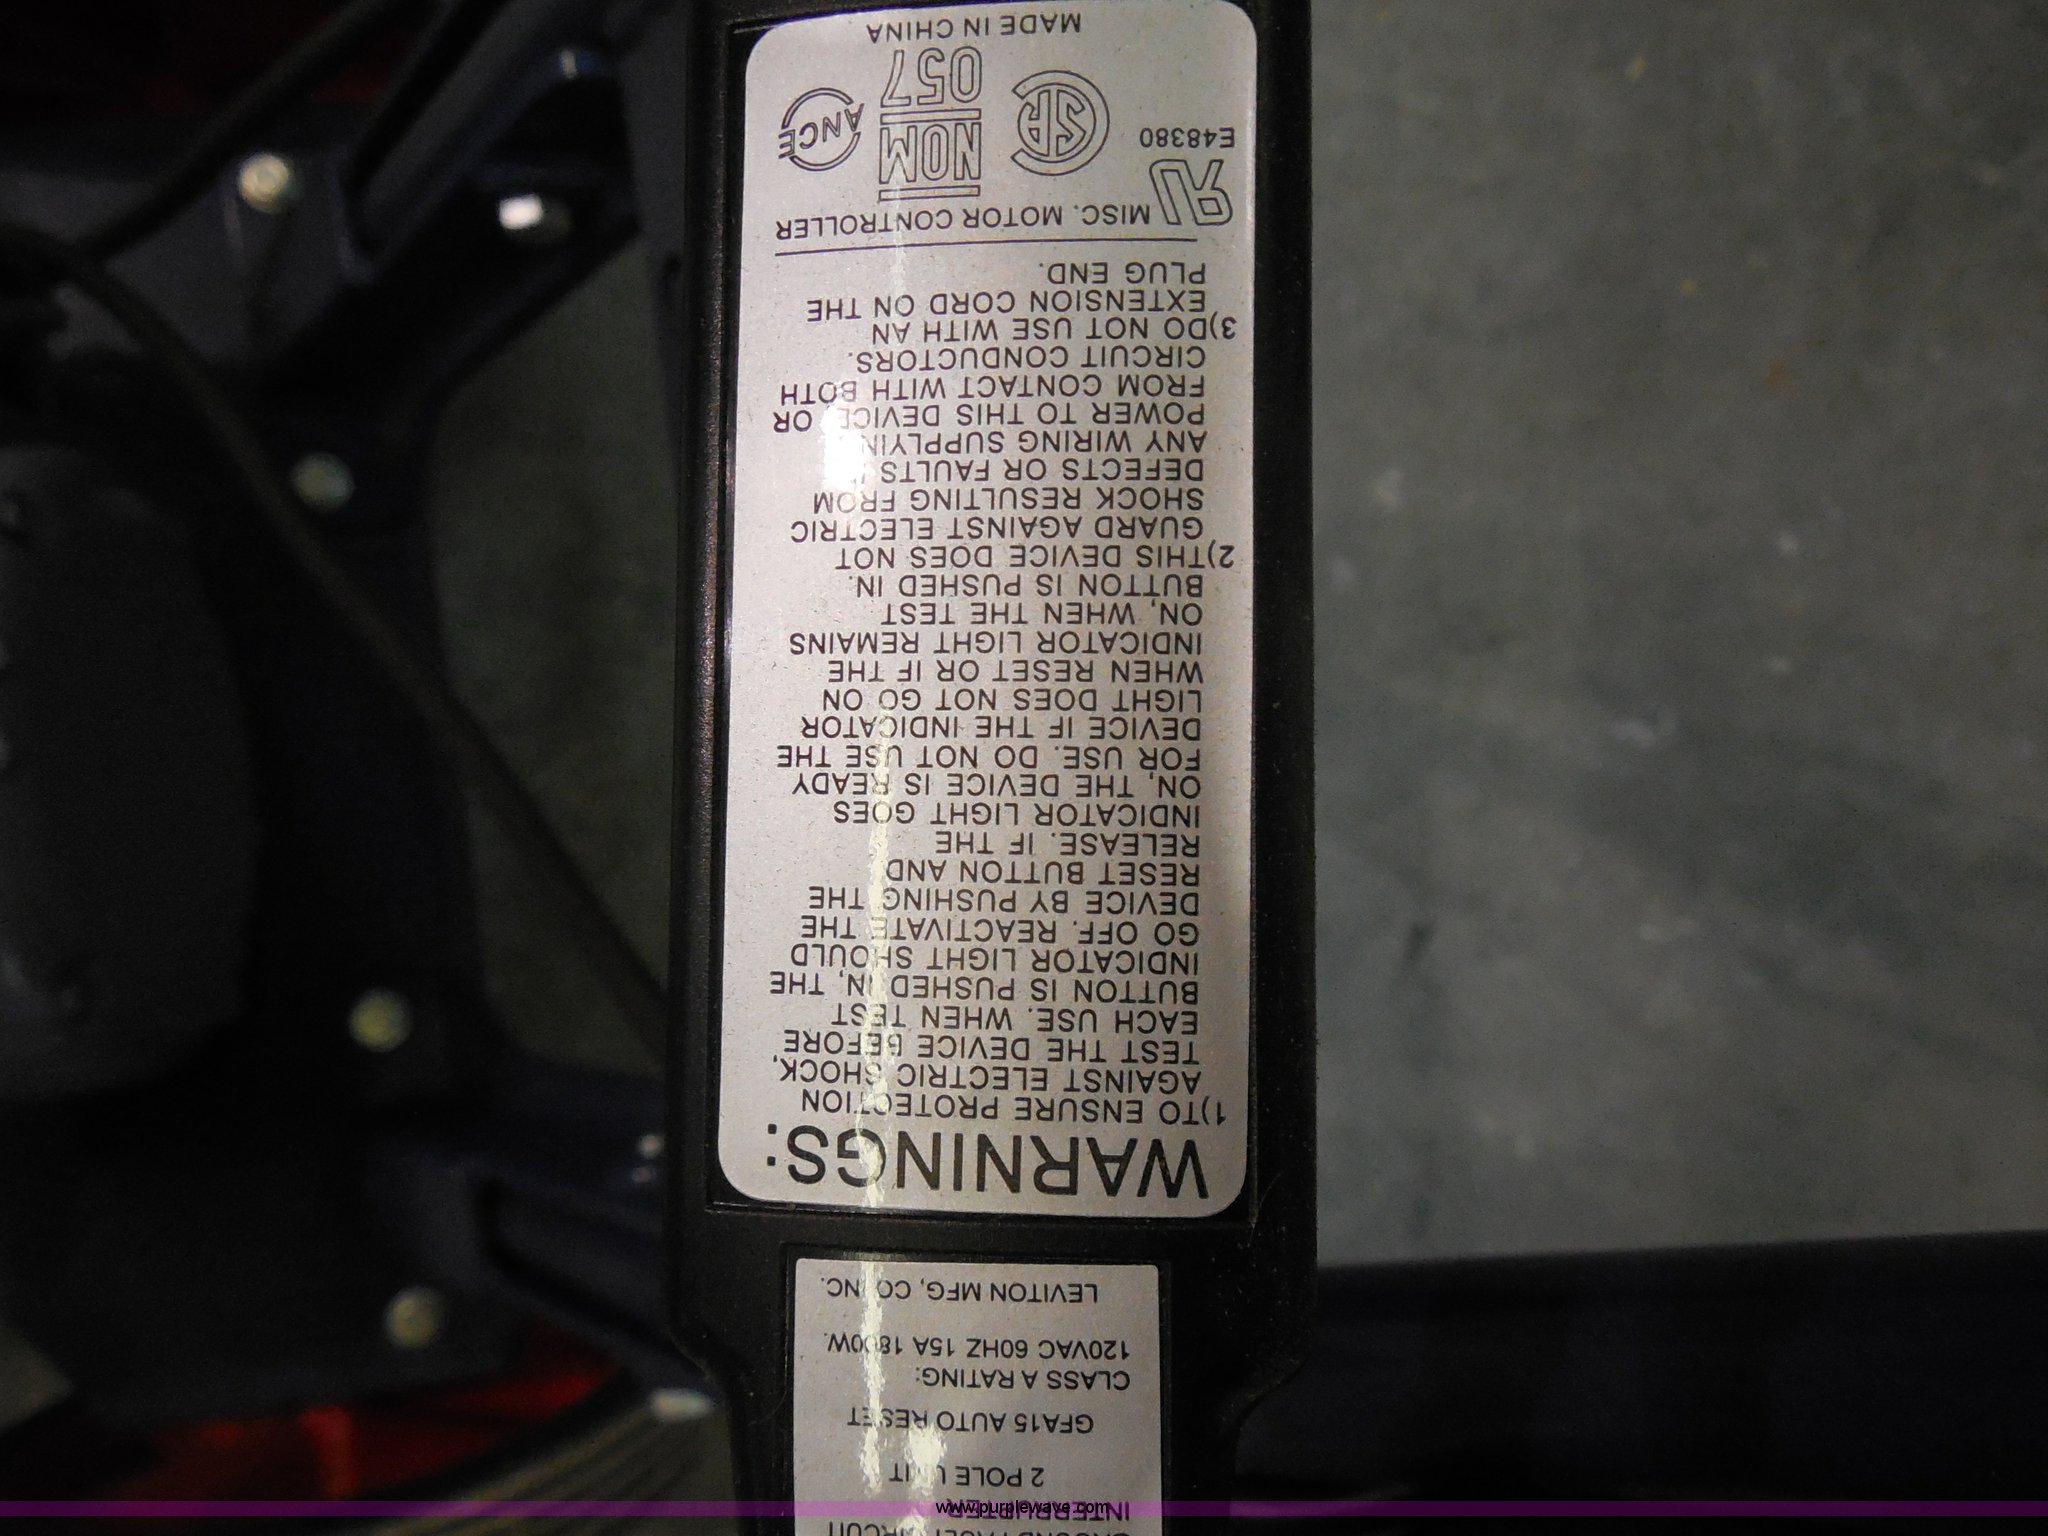 GROUND FAULT CIRCUIT
INTERRUPTER
2 POLE UNIT
GFA15 AUTO RESET
CLASS A RATING:
120VAC 60HZ 15A 1800W.
LEVITON MFG, CO INC.
WARNINGS:
1)TO ENSURE PROTECTION
AGAINST ELECTRIC SHOCK,
TEST THE DEVICE BEFORE
EACH USE. WHEN TEST
BUTTON IS PUSHED IN, THE
INDICATOR LIGHT SHOULD
GO OFF. REACTIVATE THE
DEVICE BY PUSHING THE
RESET BUTTON AND
RELEASE. IF THE
INDICATOR LIGHT GOES
ON, THE DEVICE IS READY
FOR USE. DO NOT USE THE
DEVICE IF THE INDICATOR
LIGHT DOES NOT GO ON
WHEN RESET OR IF THE
INDICATOR LIGHT REMAINS
ON, WHEN THE TEST
BUTTON IS PUSHED IN.
2)THIS DEVICE DOES NOT
GUARD AGAINST ELECTRIC
SHOCK RESULTING FROM
DEFECTS OR FAULTS
ANY WIRING SUPPLYING
POWER TO THIS DEVICE, OR
FROM CONTACT WITH BOTH
CIRCUIT CONDUCTORS.
3)DO NOT USE WITH AN
EXTENSION CORD ON THE
PLUG END.
MISC. MOTOR CONTROLLER
E48380
SA
NOM
057
ANCE
MADE IN CHINA
www.purplewave.com